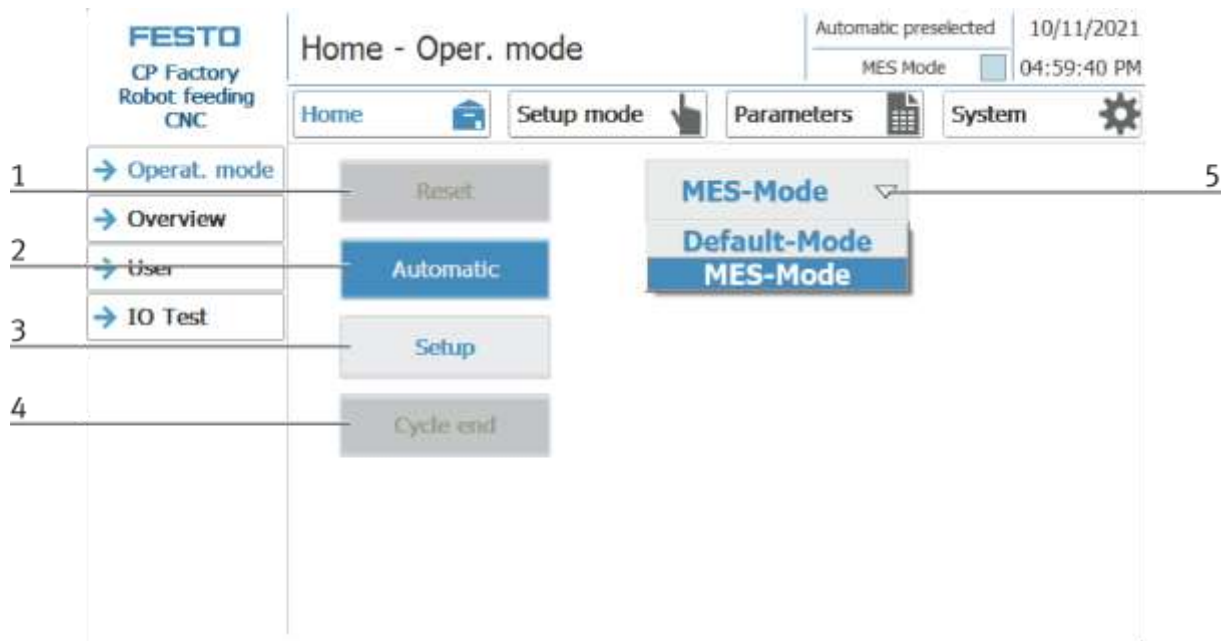 FESTO
CP Factory
Robot feeding
CNC
Home - Oper. mode
Automatic preselected
MES Mode
10/11/2021
04:59:40 PM
Home
Setup mode
Parameters
System
Operat. mode
Overview
User
IO Test
1
Reset
2
Automatic
3
Setup
4
Cycle end
MES-Mode
5
Default-Mode
MES-Mode